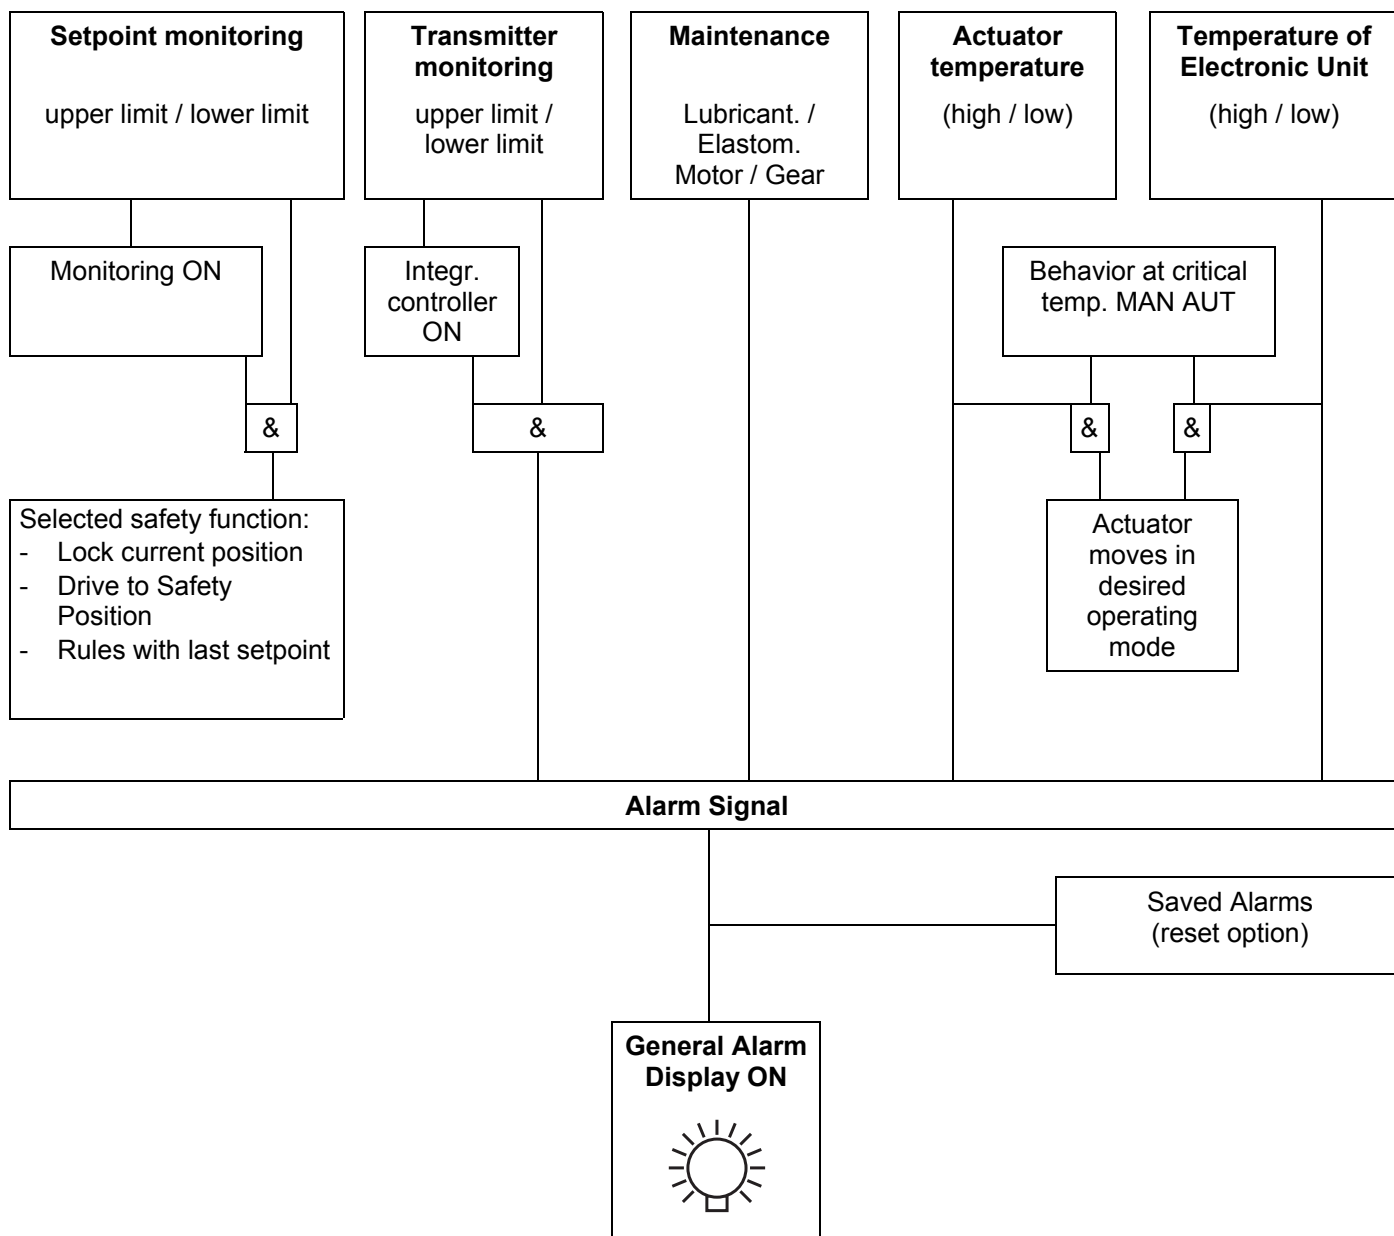 Setpoint monitoring
upper limit / lower limit
Transmitter
monitoring
upper limit /
lower limit
Maintenance
Lubricant. /
Elastom.
Motor / Gear
Actuator
temperature
(high / low)
Temperature of
Electronic Unit
(high / low)
Monitoring ON
Integr.
controller
ON
Behavior at critical
temp. MAN AUT
&
&
&
&
Selected safety function:
- Lock current position
- Drive to Safety
Position
- Rules with last setpoint
Actuator
moves in
desired
operating
mode
Alarm Signal
Saved Alarms
(reset option)
General Alarm
Display ON